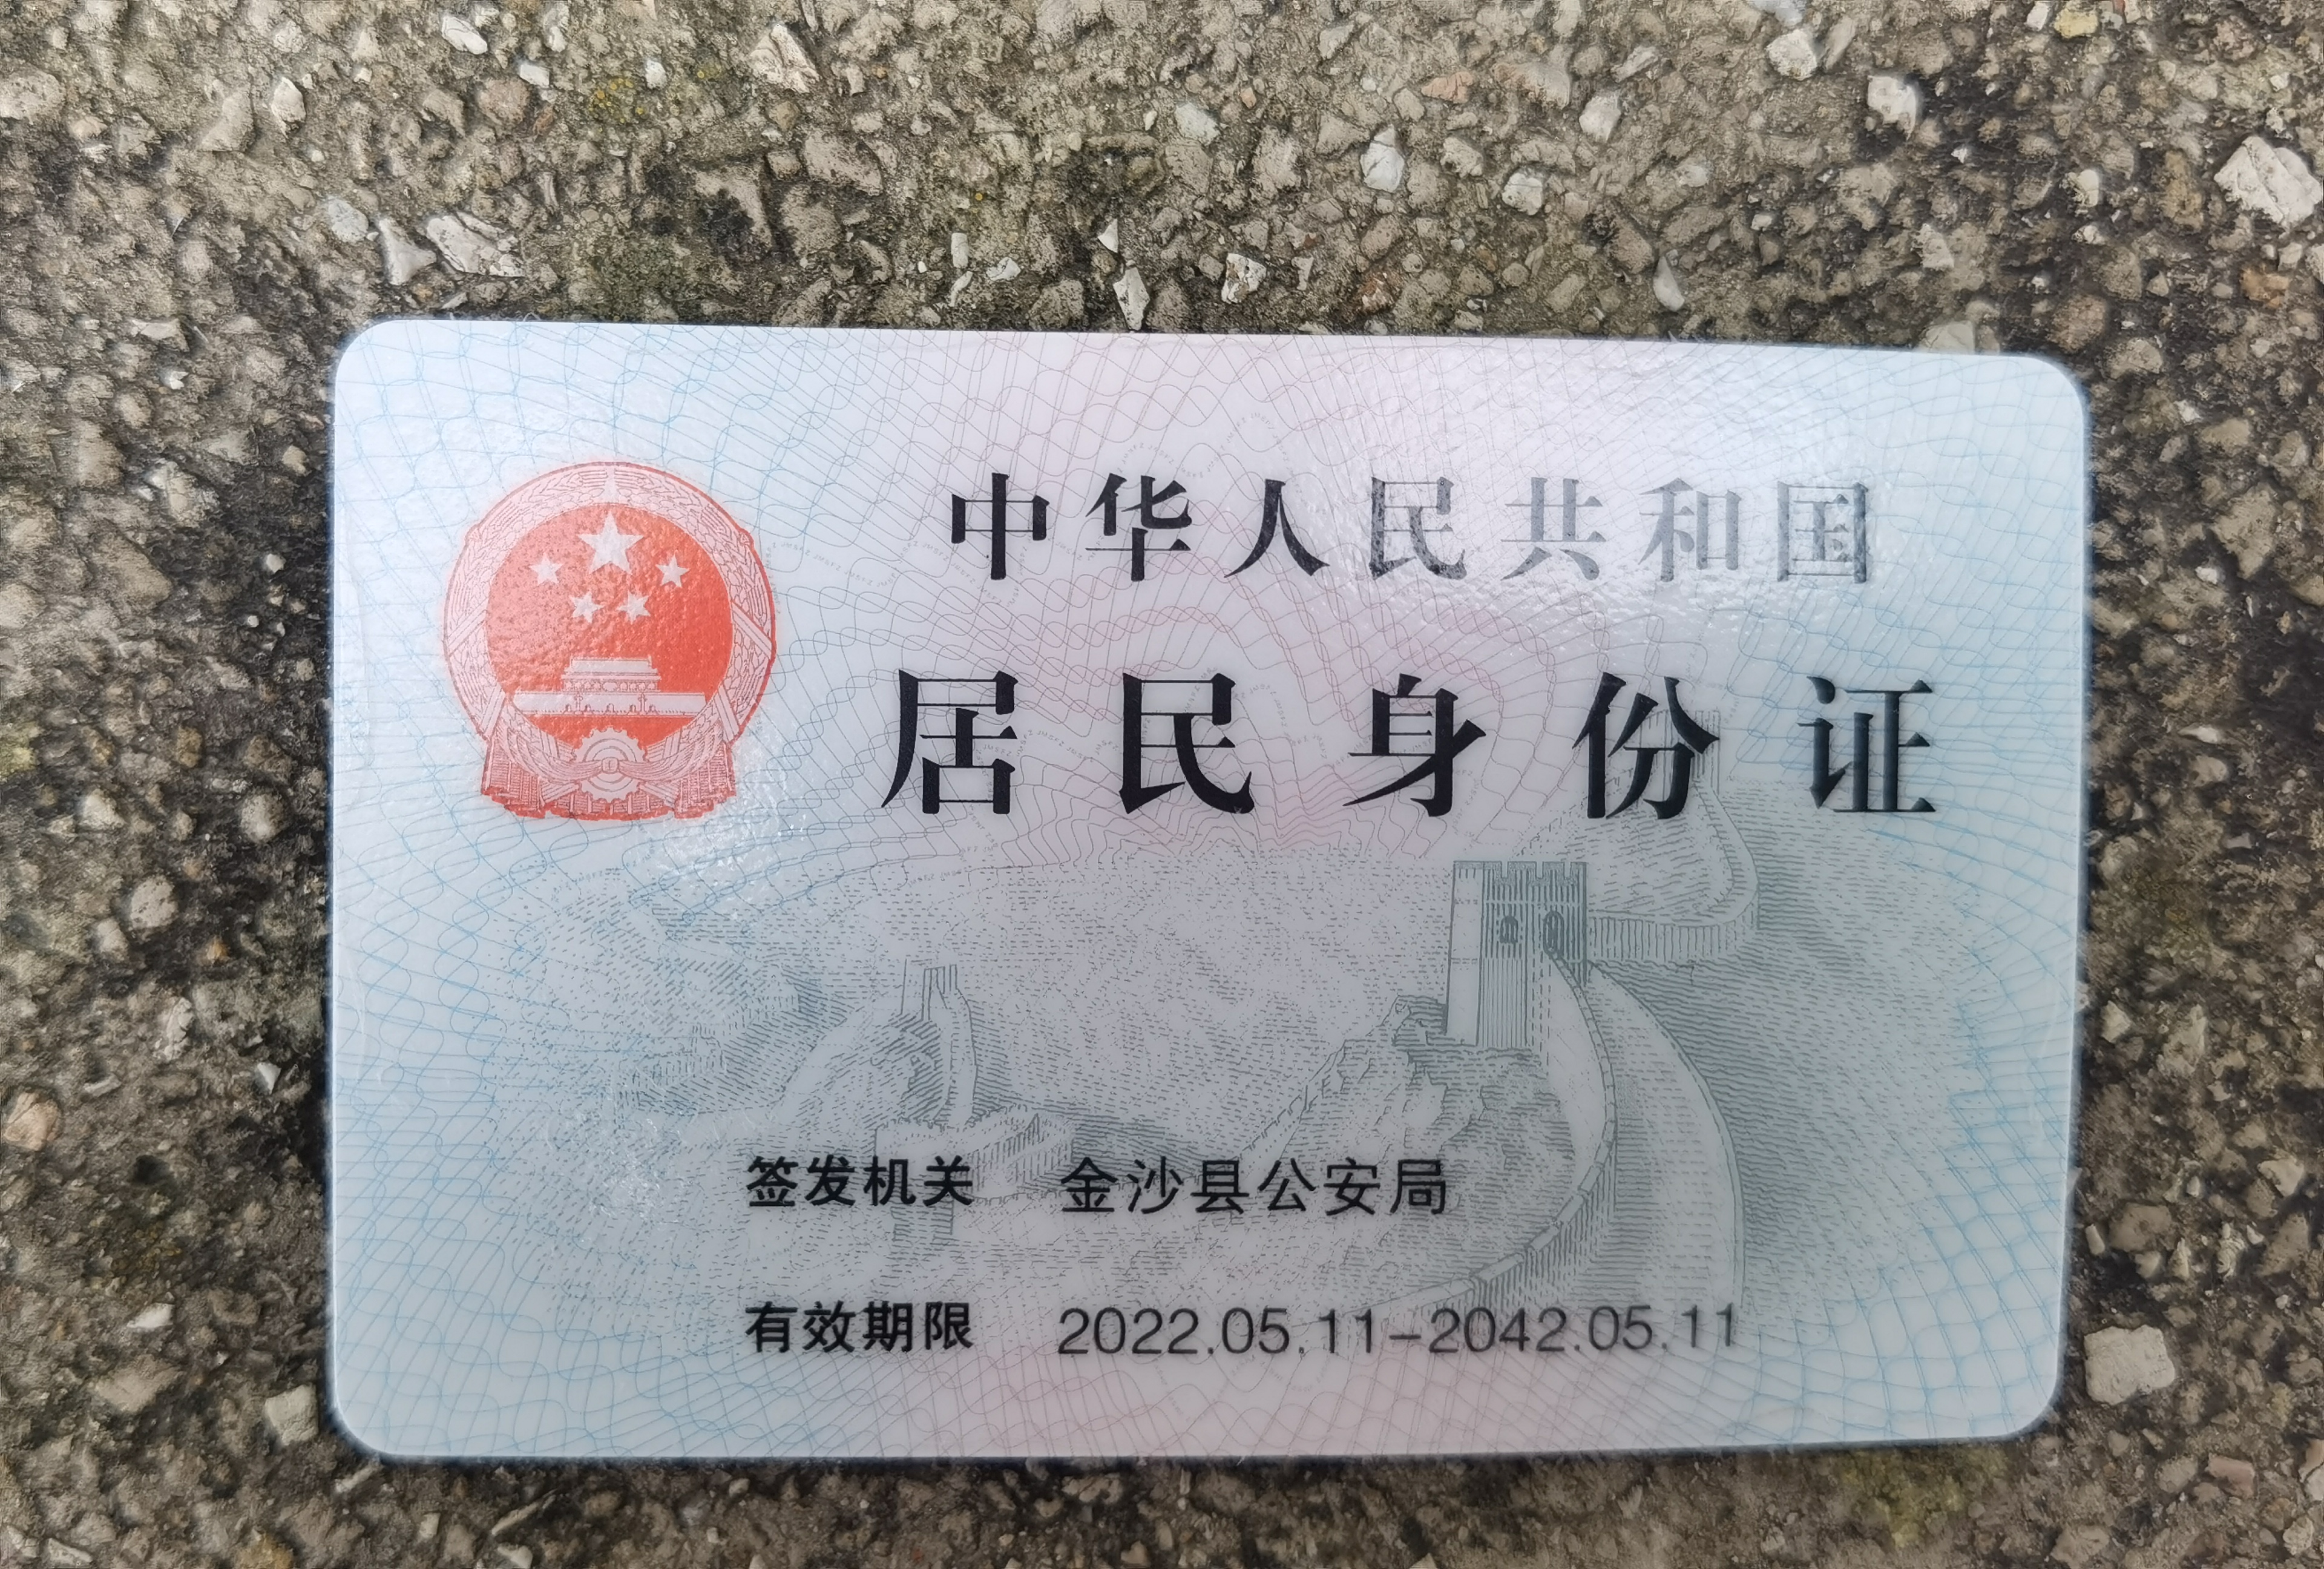 中华人民共和国
居民身份证
签发机关 金沙县公安局
有效期限 2022.05.11-2042.05.11